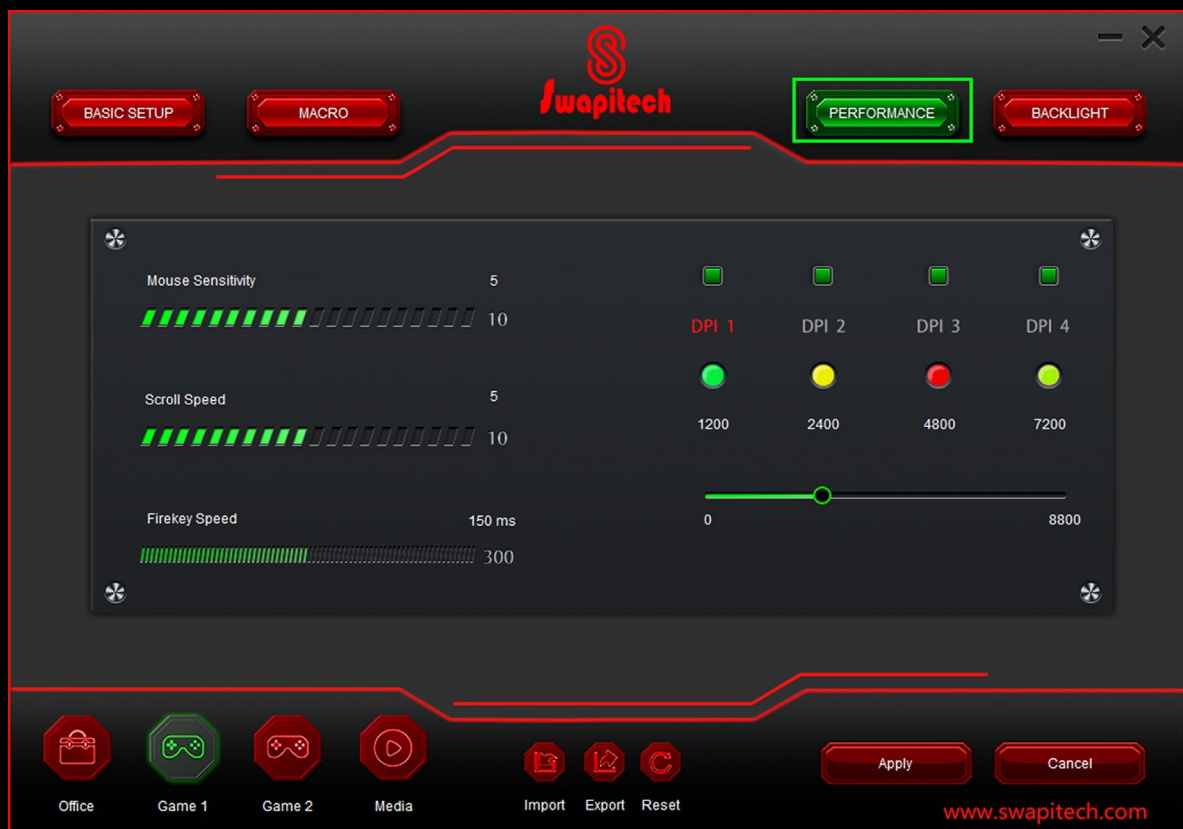 Swapitech
BASIC SETUP
MACRO
PERFORMANCE
BACKLIGHT
Mouse Sensitivity 5
10
Scroll Speed 5
10
Firekey Speed 150 ms
300
DPI 1 DPI 2 DPI 3 DPI 4
1200 2400 4800 7200
0 8800
Office Game 1 Game 2 Media
Import Export Reset
Apply Cancel
www.swapitech.com